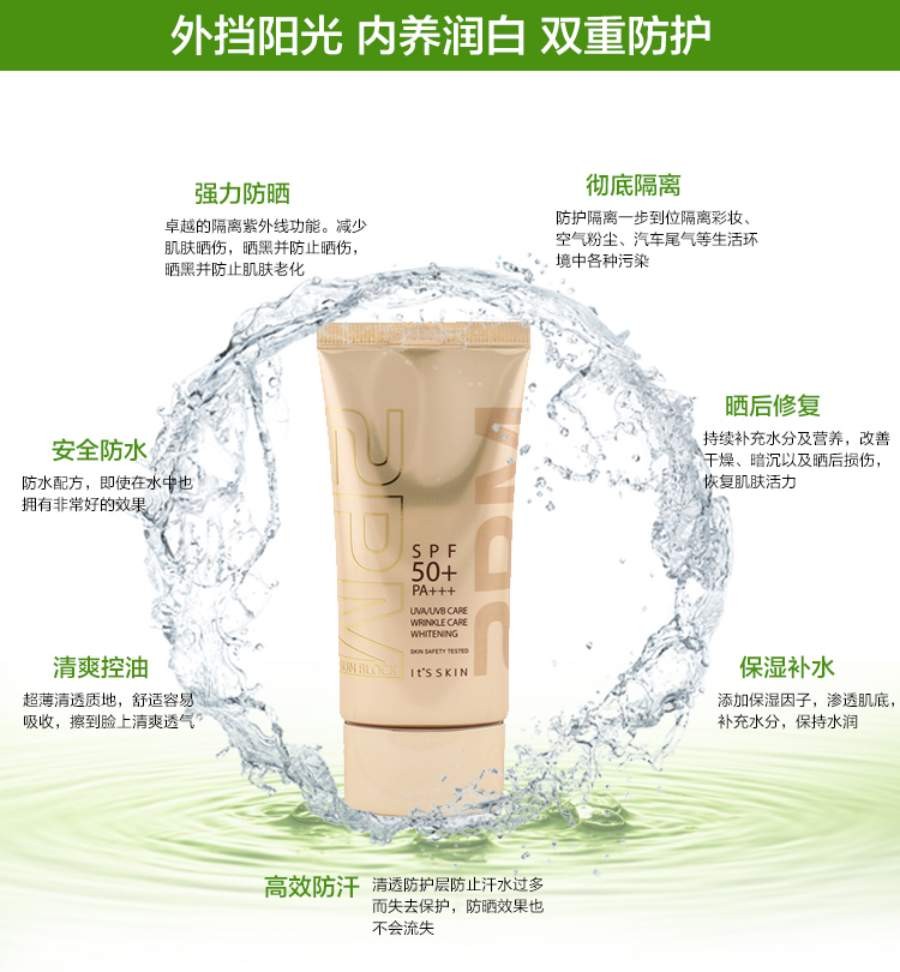 外挡阳光 内养润白 双重防护
强力防晒
卓越的隔离紫外线功能。减少
肌肤晒伤，晒黑并防止晒伤，
晒黑并防止肌肤老化
彻底隔离
防护隔离一步到位隔离彩妆、
空气粉尘、汽车尾气等生活环
境中各种污染
晒后修复
持续补充水分及营养，改善
干燥、暗沉以及晒后损伤，
恢复肌肤活力
安全防水
防水配方，即使在水中也
拥有非常好的效果
2PM
2PM
SPF
50+
PA+++
UVA/UVB CARE
WRINKLE CARE
WHITENING
SKIN SAFETY TESTED
It'S SKIN
SUN BLOCK
清爽控油
超薄清透质地，舒适容易
吸收，擦到脸上清爽透气
保湿补水
添加保湿因子，渗透肌底，
补充水分，保持水润
高效防汗
清透防护层防止汗水过多
而失去保护，防晒效果也
不会流失